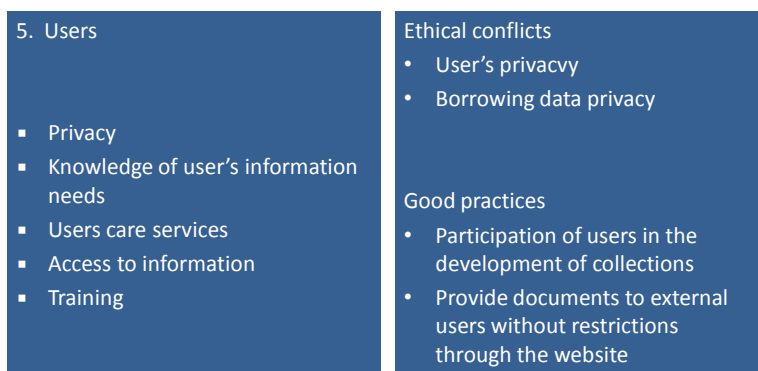 5. Users
▪ Privacy
▪ Knowledge of user's information
needs
▪ Users care services
▪ Access to information
▪ Training
Ethical conflicts
• User's privacvy
• Borrowing data privacy
Good practices
• Participation of users in the
development of collections
• Provide documents to external
users without restrictions
through the website